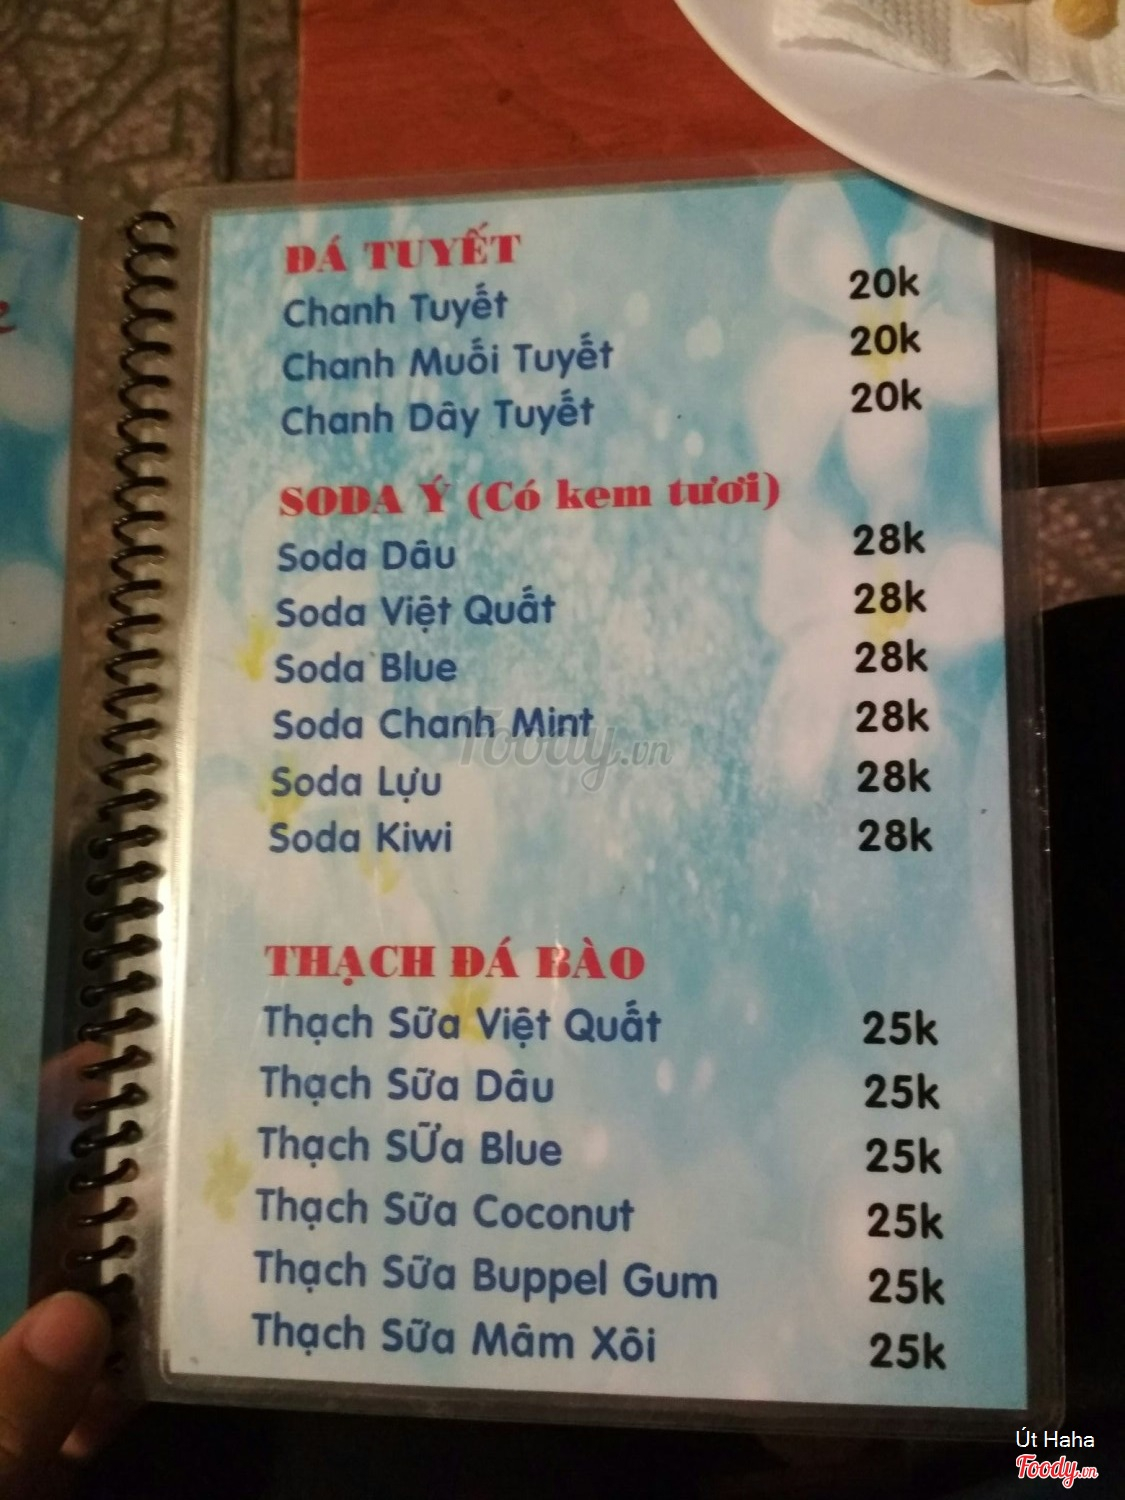 ĐÁ TUYẾT
Chanh Tuyết 20k
Chanh Muối Tuyết 20k
Chanh Dây Tuyết 20k
SODA Ý (Có kem tươi)
Soda Dâu 28k
Soda Việt Quất 28k
Soda Blue 28k
Soda Chanh Mint 28k
Soda Lựu 28k
Soda Kiwi 28k
THẠCH ĐÁ BÀO
Thạch Sữa Việt Quất 25k
Thạch Sữa Dâu 25k
Thạch SỮa Blue 25k
Thạch Sữa Coconut 25k
Thạch Sữa Buppel Gum 25k
Thạch Sữa Mâm Xôi 25k
Foody.vn
Út Haha
Foody.vn